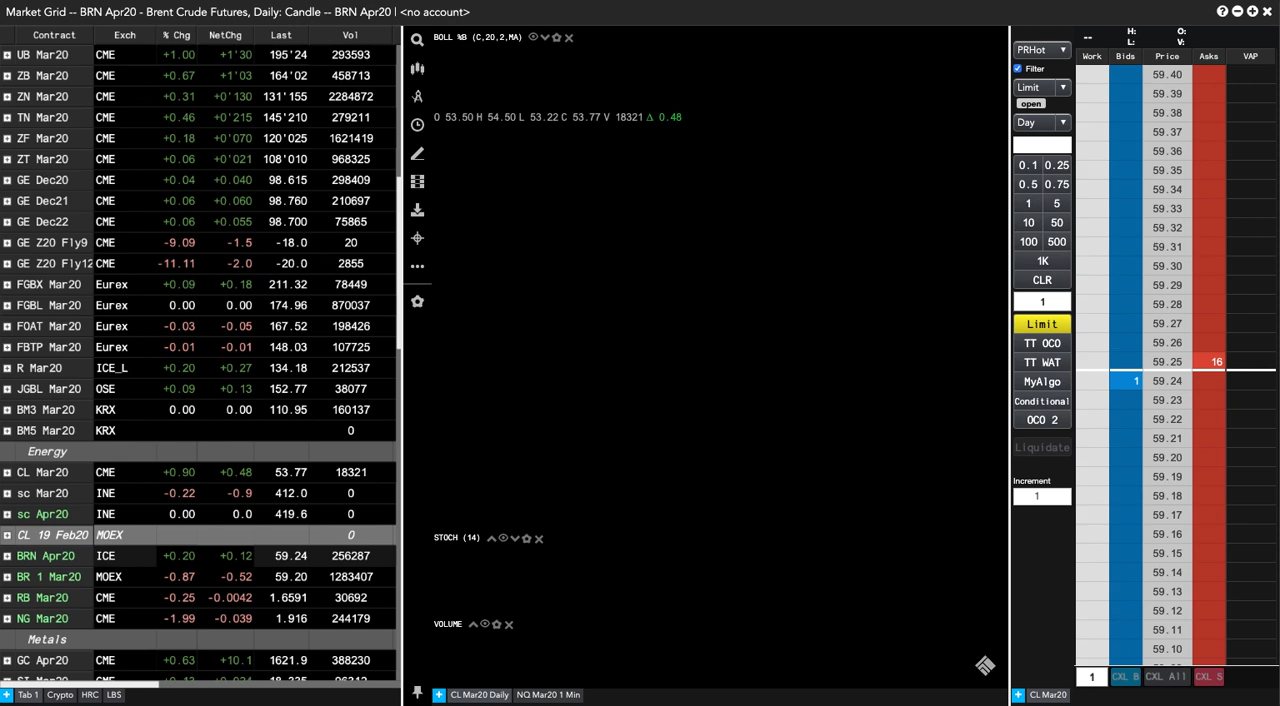 Market Grid -- BRN Apr20 - Brent Crude Futures, Daily: Candle -- BRN Apr20 | <no account>
Contract Exch % Chg NetChg Last Vol
UB Mar20 CME +1.00 +1'30 195'24 293593
ZB Mar20 CME +0.67 +1'03 164'02 458713
ZN Mar20 CME +0.31 +0'130 131'155 2284872
TN Mar20 CME +0.46 +0'215 145'210 279211
ZF Mar20 CME +0.18 +0'070 120'025 1621419
ZT Mar20 CME +0.06 +0'021 108'010 968325
GE Dec20 CME +0.04 +0.040 98.615 298409
GE Dec21 CME +0.06 +0.060 98.760 210697
GE Dec22 CME +0.06 +0.055 98.700 75865
GE Z20 Fly9 CME -9.09 -1.5 -18.0 20
GE Z20 Fly12 CME -11.11 -2.0 -20.0 2855
FGBX Mar20 Eurex +0.09 +0.18 211.32 78449
FGBL Mar20 Eurex 0.00 0.00 174.96 870037
FOAT Mar20 Eurex -0.03 -0.05 167.52 198426
FBTP Mar20 Eurex -0.01 -0.01 148.03 107725
R Mar20 ICE_L +0.20 +0.27 134.18 212537
JGBL Mar20 OSE +0.09 +0.13 152.77 38077
BM3 Mar20 KRX 0.00 0.00 110.95 160137
BM5 Mar20 KRX 0
Energy
CL Mar20 CME +0.90 +0.48 53.77 18321
sc Mar20 INE -0.22 -0.9 412.0 0
sc Apr20 INE 0.00 0.0 419.6 0
CL 19 Feb20 MOEX 0
BRN Apr20 ICE +0.20 +0.12 59.24 256287
BR 1 Mar20 MOEX -0.87 -0.52 59.20 1283407
RB Mar20 CME -0.25 -0.0042 1.6591 30692
NG Mar20 CME -1.99 -0.039 1.916 244179
Metals
GC Apr20 CME +0.63 +10.1 1621.9 388230
Tab 1 Crypto HRC LBS
BOLL %B (C,20,2,MA)
O 53.50 H 54.50 L 53.22 C 53.77 V 18321 Δ 0.48
STOCH (14)
VOLUME
CL Mar20 Daily NQ Mar20 1 Min
PRHot
Filter
Limit
open
Day
0.1 0.25
0.5 0.75
1 5
10 50
100 500
1K
CLR
1
Limit
TT OCO
TT WAT
MyAlgo
Conditional
OCO 2
Liquidate
Increment
1
CL Mar20
-- H: O:
L: V:
Work Bids Price Asks VAP
59.40
59.39
59.38
59.37
59.36
59.35
59.34
59.33
59.32
59.31
59.30
59.29
59.28
59.27
59.26
59.25 16
1 59.24
59.23
59.22
59.21
59.20
59.19
59.18
59.17
59.16
59.15
59.14
59.13
59.12
59.11
59.10
1 CXL B CXL All CXL S